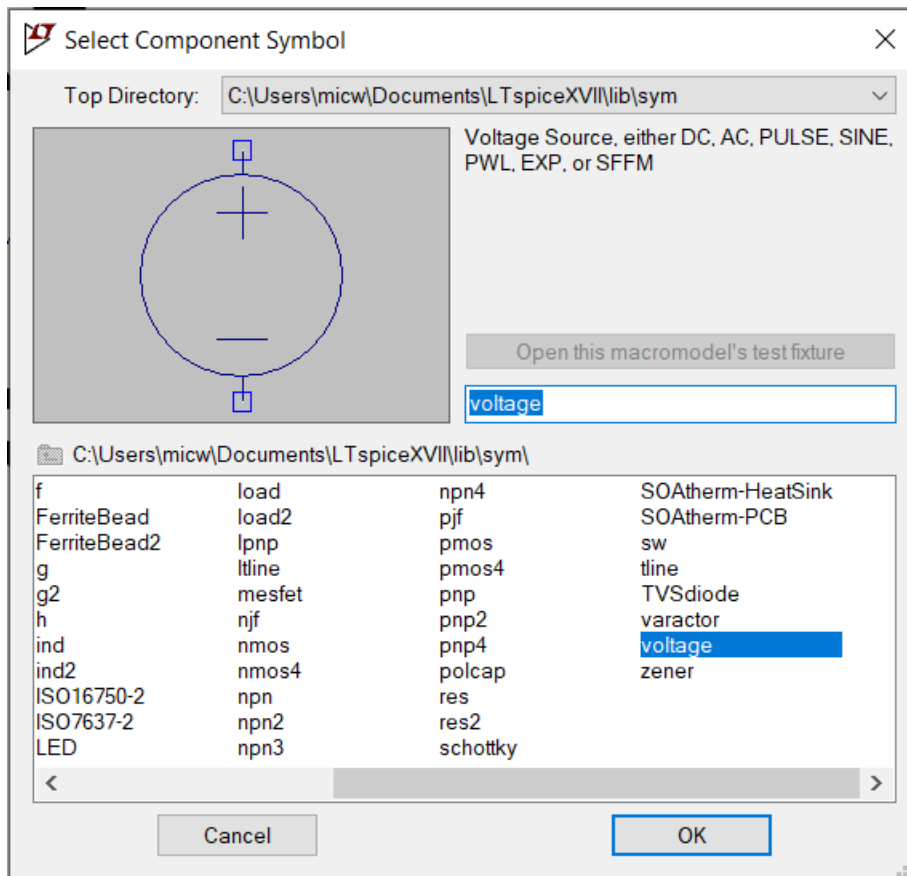 Select Component Symbol
Top Directory: C:\Users\micw\Documents\LTspiceXVII\lib\sym
Voltage Source, either DC, AC, PULSE, SINE,
PWL, EXP, or SFFM
Open this macromodel's test fixture
voltage
C:\Users\micw\Documents\LTspiceXVII\lib\sym\
f load npn4 SOAtherm-HeatSink
FerriteBead load2 pjf SOAtherm-PCB
FerriteBead2 lpnp pmos sw
g ltline pmos4 tline
g2 mesfet pnp TVSdiode
h njf pnp2 varactor
ind nmos pnp4 voltage
ind2 nmos4 polcap zener
ISO16750-2 npn res
ISO7637-2 npn2 res2
LED npn3 schottky
Cancel OK